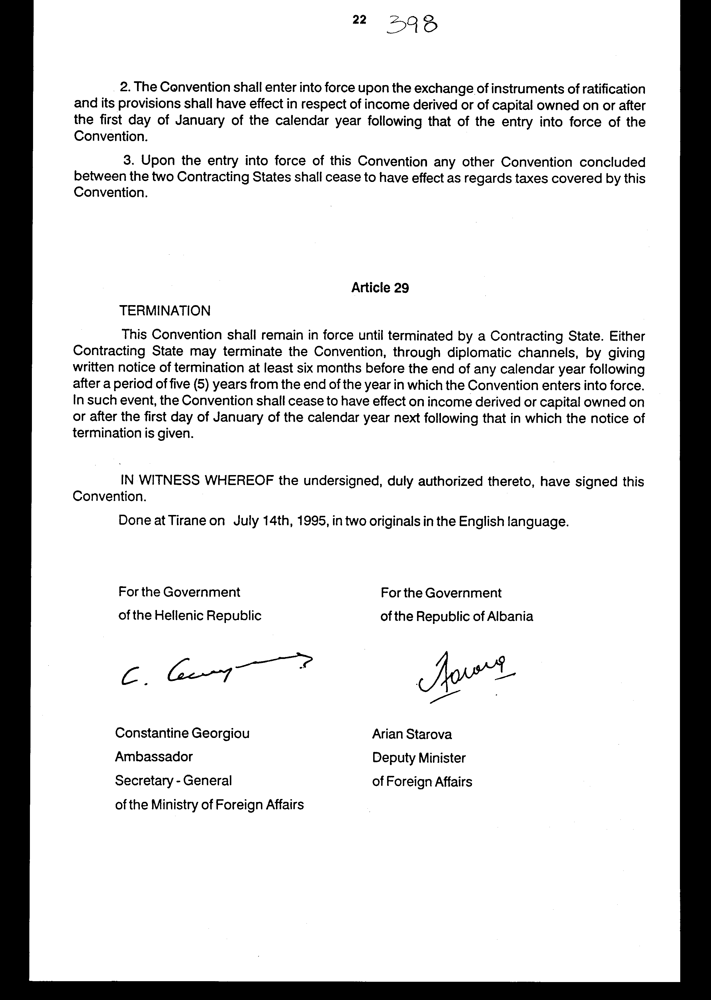 22 398
2. The Convention shall enter into force upon the exchange of instruments of ratification
and its provisions shall have effect in respect of income derived or of capital owned on or after
the first day of January of the calendar year following that of the entry into force of the
Convention.
3. Upon the entry into force of this Convention any other Convention concluded
between the two Contracting States shall cease to have effect as regards taxes covered by this
Convention.
Article 29
TERMINATION
This Convention shall remain in force until terminated by a Contracting State. Either
Contracting State may terminate the Convention, through diplomatic channels, by giving
written notice of termination at least six months before the end of any calendar year following
after a period of five (5) years from the end of the year in which the Convention enters into force.
In such event, the Convention shall cease to have effect on income derived or capital owned on
or after the first day of January of the calendar year next following that in which the notice of
termination is given.
IN WITNESS WHEREOF the undersigned, duly authorized thereto, have signed this
Convention.
Done at Tirane on July 14th, 1995, in two originals in the English language.
For the Government For the Government
of the Hellenic Republic of the Republic of Albania
C.
Constantine Georgiou Arian Starova
Ambassador Deputy Minister
Secretary - General of Foreign Affairs
of the Ministry of Foreign Affairs